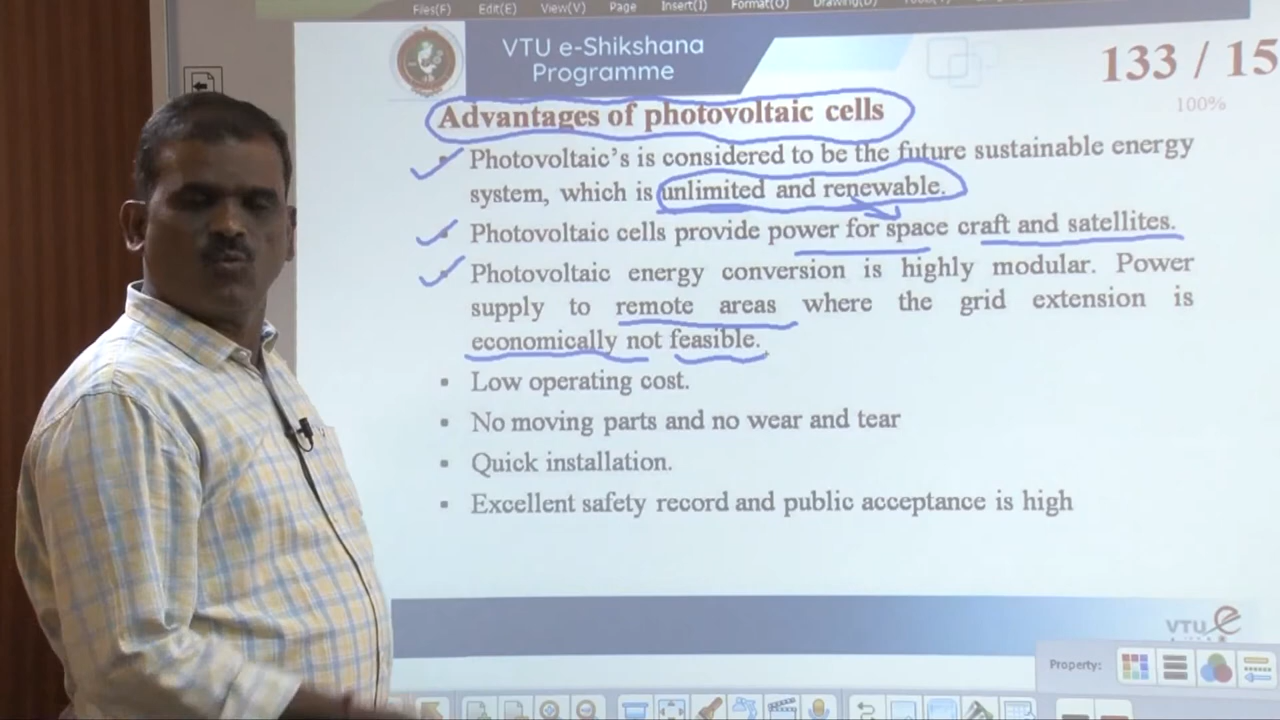 Files(F) Edit(E) View(V) Page Insert(I) Format(O) Drawing(D)
VTU e-Shikshana
Programme
133 / 15
100%
Advantages of photovoltaic cells
▪ Photovoltaic's is considered to be the future sustainable energy
system, which is unlimited and renewable.
▪ Photovoltaic cells provide power for space craft and satellites.
▪ Photovoltaic energy conversion is highly modular. Power
supply to remote areas where the grid extension is
economically not feasible.
▪ Low operating cost.
▪ No moving parts and no wear and tear
▪ Quick installation.
▪ Excellent safety record and public acceptance is high
VTU e
Property: